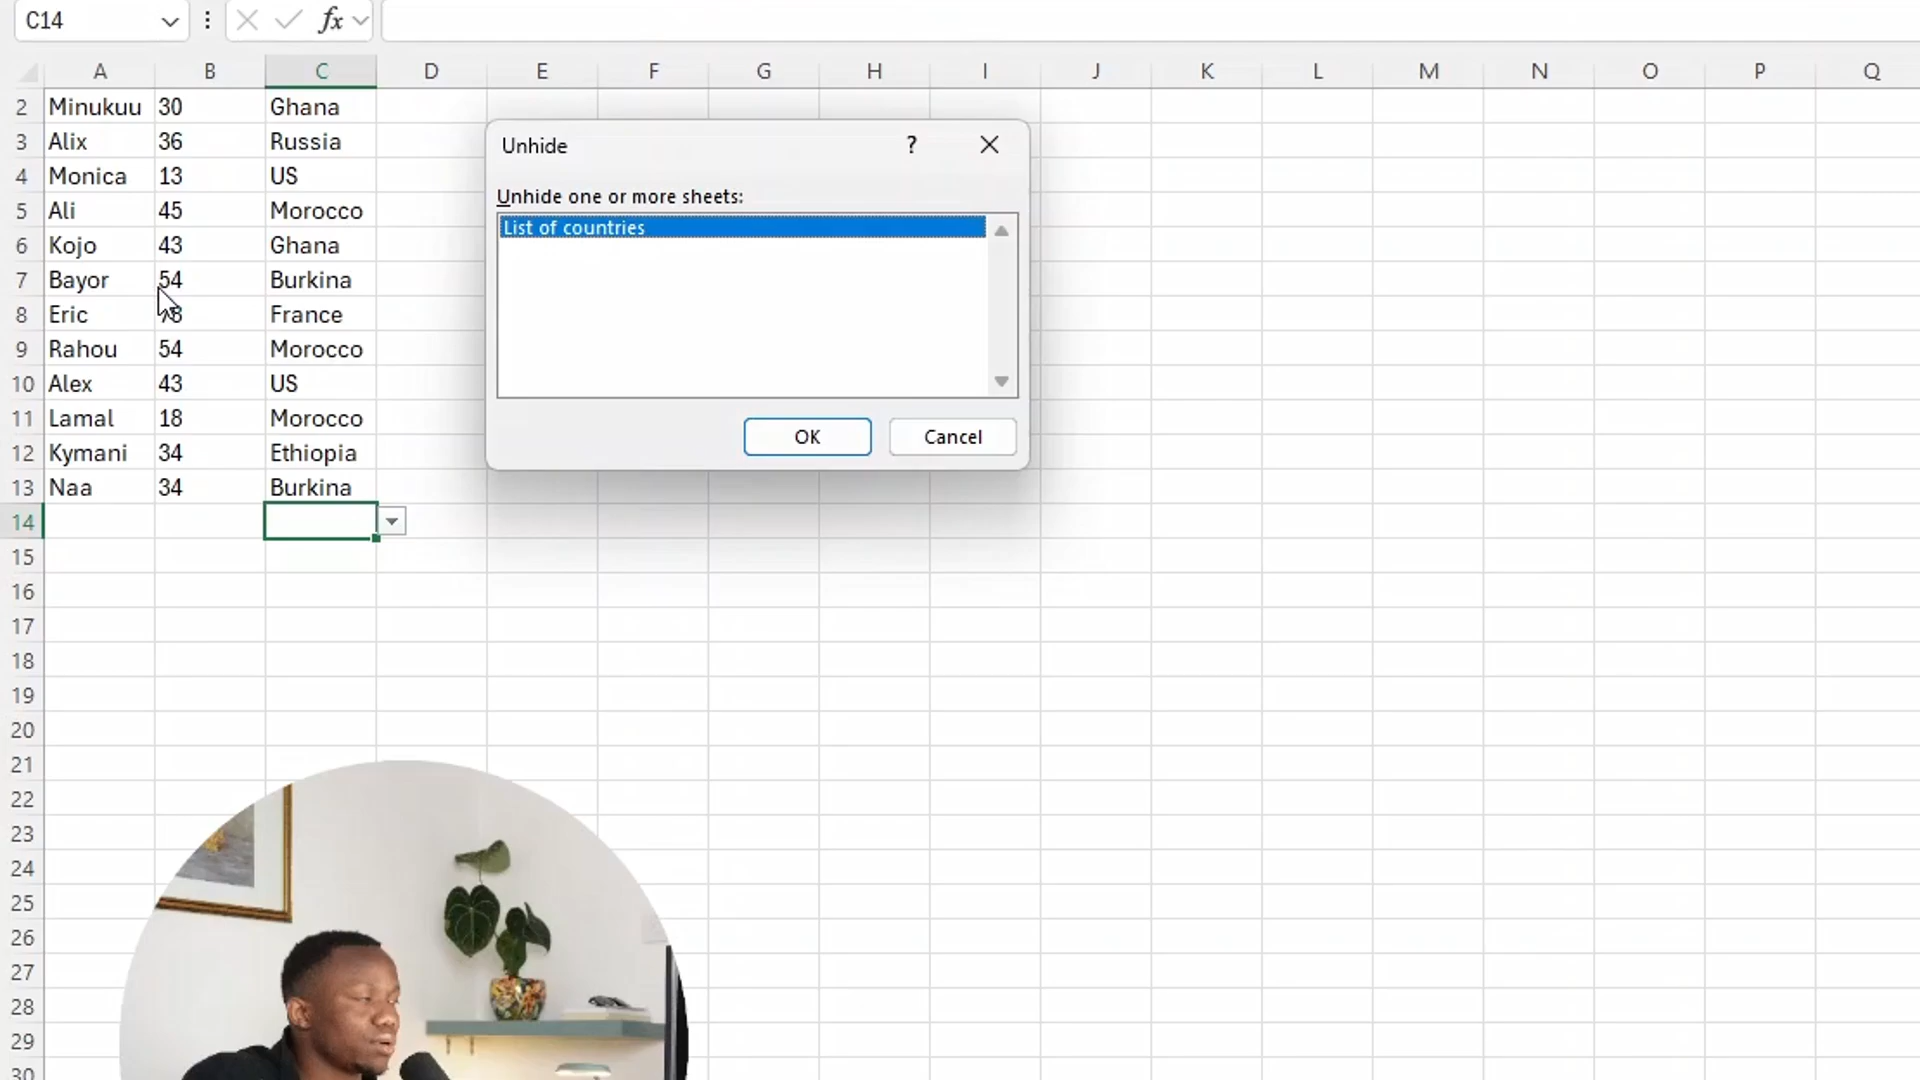 C14
fx
A B C D E F G H I J K L M N O P Q
2 Minukuu 30 Ghana
3 Alix 36 Russia
4 Monica 13 US
5 Ali 45 Morocco
6 Kojo 43 Ghana
7 Bayor 54 Burkina
8 Eric France
9 Rahou 54 Morocco
10 Alex 43 US
11 Lamal 18 Morocco
12 Kymani 34 Ethiopia
13 Naa 34 Burkina
14
15
16
17
18
19
20
21
22
23
24
25
26
27
28
29
30
Unhide ?
Unhide one or more sheets:
List of countries
OK Cancel